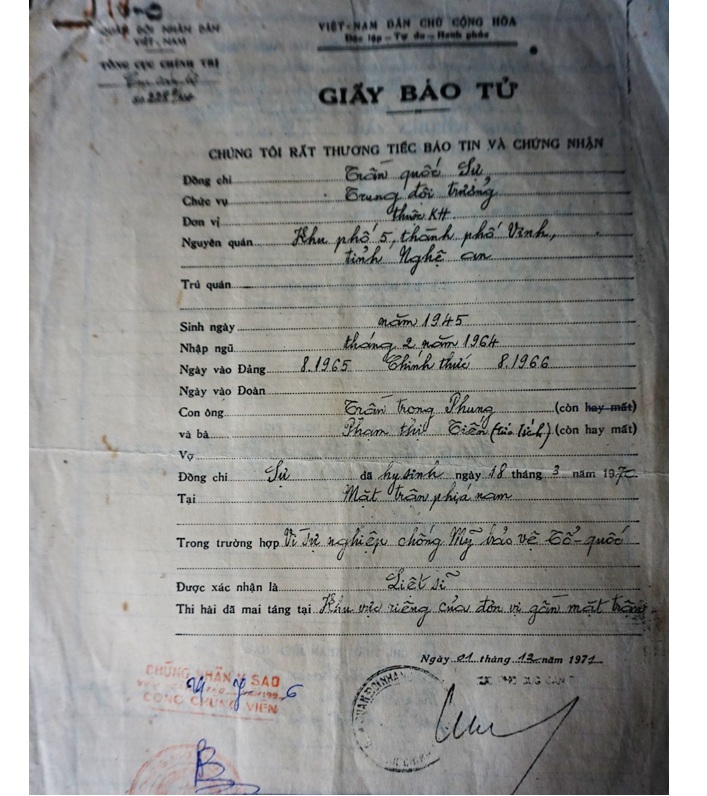 QUÂN ĐỘI NHÂN DÂN
VIỆT-NAM
TỔNG CỤC CHÍNH TRỊ
VIỆT-NAM DÂN CHỦ CỘNG HÒA
Độc lập – Tự do – Hạnh phúc
GIẤY BÁO TỬ
CHÚNG TÔI RẤT THƯƠNG TIẾC BÁO TIN VÀ CHỨNG NHẬN
Đồng chí Trần quốc Sự
Chức vụ Trung đội trưởng
Đơn vị thuộc KH
Nguyên quán Khu phố 5, thành phố Vinh,
tỉnh Nghệ an
Trú quán
Sinh ngày năm 1945
Nhập ngũ tháng 2 năm 1964
Ngày vào Đảng 8.1965 Chính thức 8.1966
Ngày vào Đoàn
Con ông Trần trọng Phung (còn hay mất)
và bà Phạm thị Tiến (còn hay mất)
Vợ
Đồng chí Sự đã hy sinh ngày 18 tháng 3 năm 197
Tại Mặt trận phía nam
Trong trường hợp Vì sự nghiệp chống Mỹ bảo vệ Tổ-quốc
Được xác nhận là Liệt sĩ
Thi hài đã mai táng tại Khu vực riêng của đơn vị gần mặt trận
Ngày 01 tháng 12 năm 1971
CHỨNG NHẬN SAO
CÔNG CHỨNG VIÊN